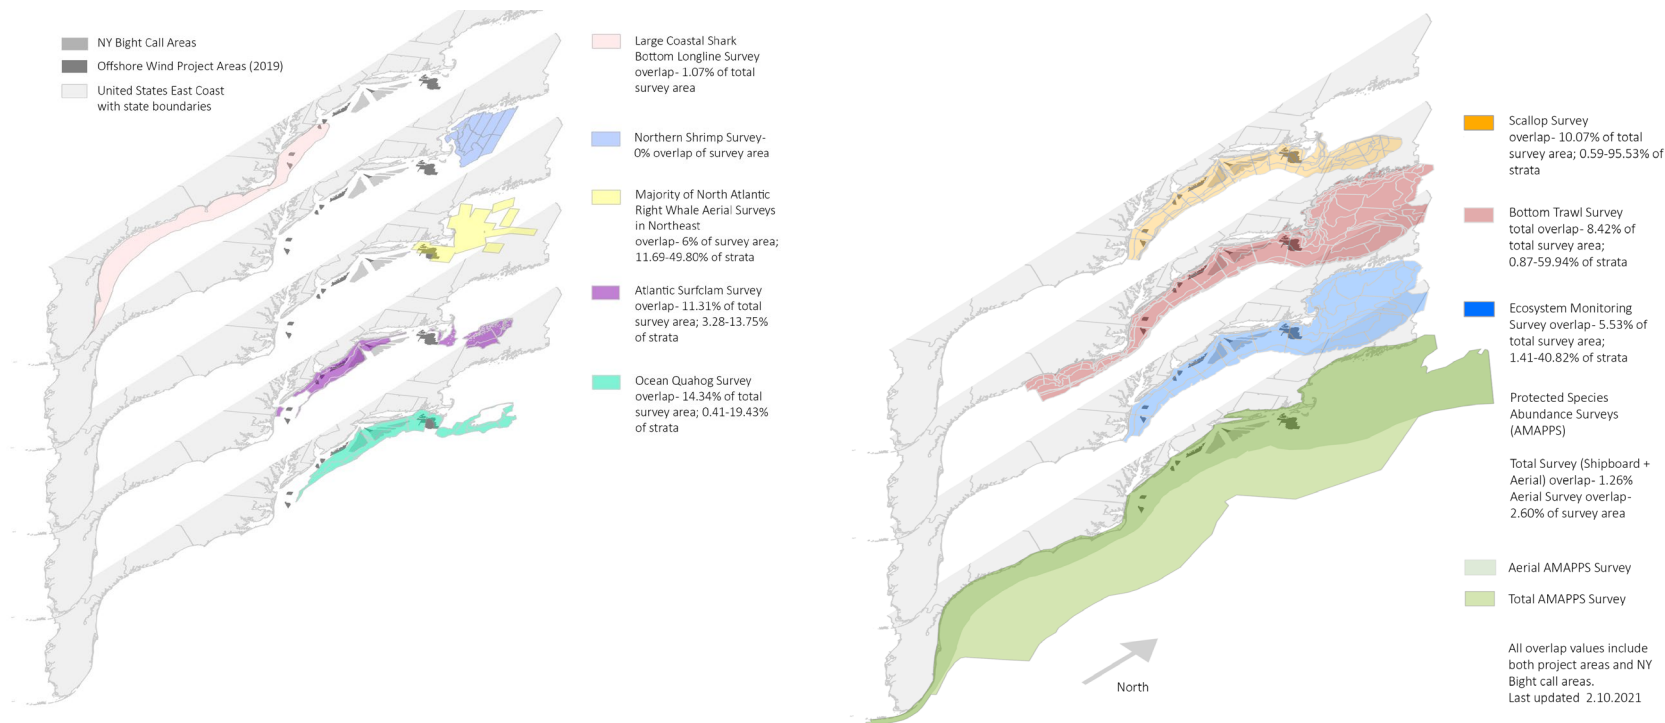 NY Bight Call Areas
Offshore Wind Project Areas (2019)
United States East Coast
with state boundaries
Large Coastal Shark
Bottom Longline Survey
overlap- 1.07% of total
survey area
Northern Shrimp Survey-
0% overlap of survey area
Majority of North Atlantic
Right Whale Aerial Surveys
in Northeast
overlap- 6% of survey area;
11.69-49.80% of strata
Atlantic Surfclam Survey
overlap- 11.31% of total
survey area; 3.28-13.75%
of strata
Ocean Quahog Survey
overlap- 14.34% of total
survey area; 0.41-19.43%
of strata
Scallop Survey
overlap- 10.07% of total
survey area; 0.59-95.53% of
strata
Bottom Trawl Survey
total overlap- 8.42% of
total survey area;
0.87-59.94% of strata
Ecosystem Monitoring
Survey overlap- 5.53% of
total survey area;
1.41-40.82% of strata
Protected Species
Abundance Surveys
(AMAPPS)
Total Survey (Shipboard +
Aerial) overlap- 1.26%
Aerial Survey overlap-
2.60% of survey area
Aerial AMAPPS Survey
Total AMAPPS Survey
All overlap values include
both project areas and NY
Bight call areas.
Last updated 2.10.2021
North